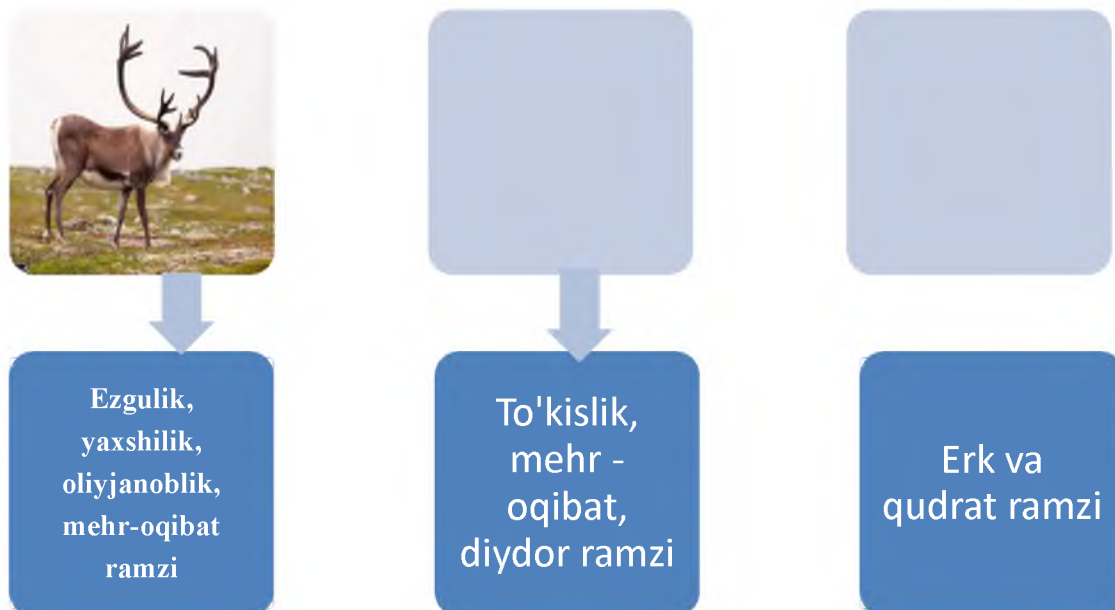 Ezgulik,
yaxshilik,
oliyjanoblik,
mehr-oqibat
ramzi
To'kislik,
mehr -
oqibat,
diydor ramzi
Erk va
qudrat ramzi